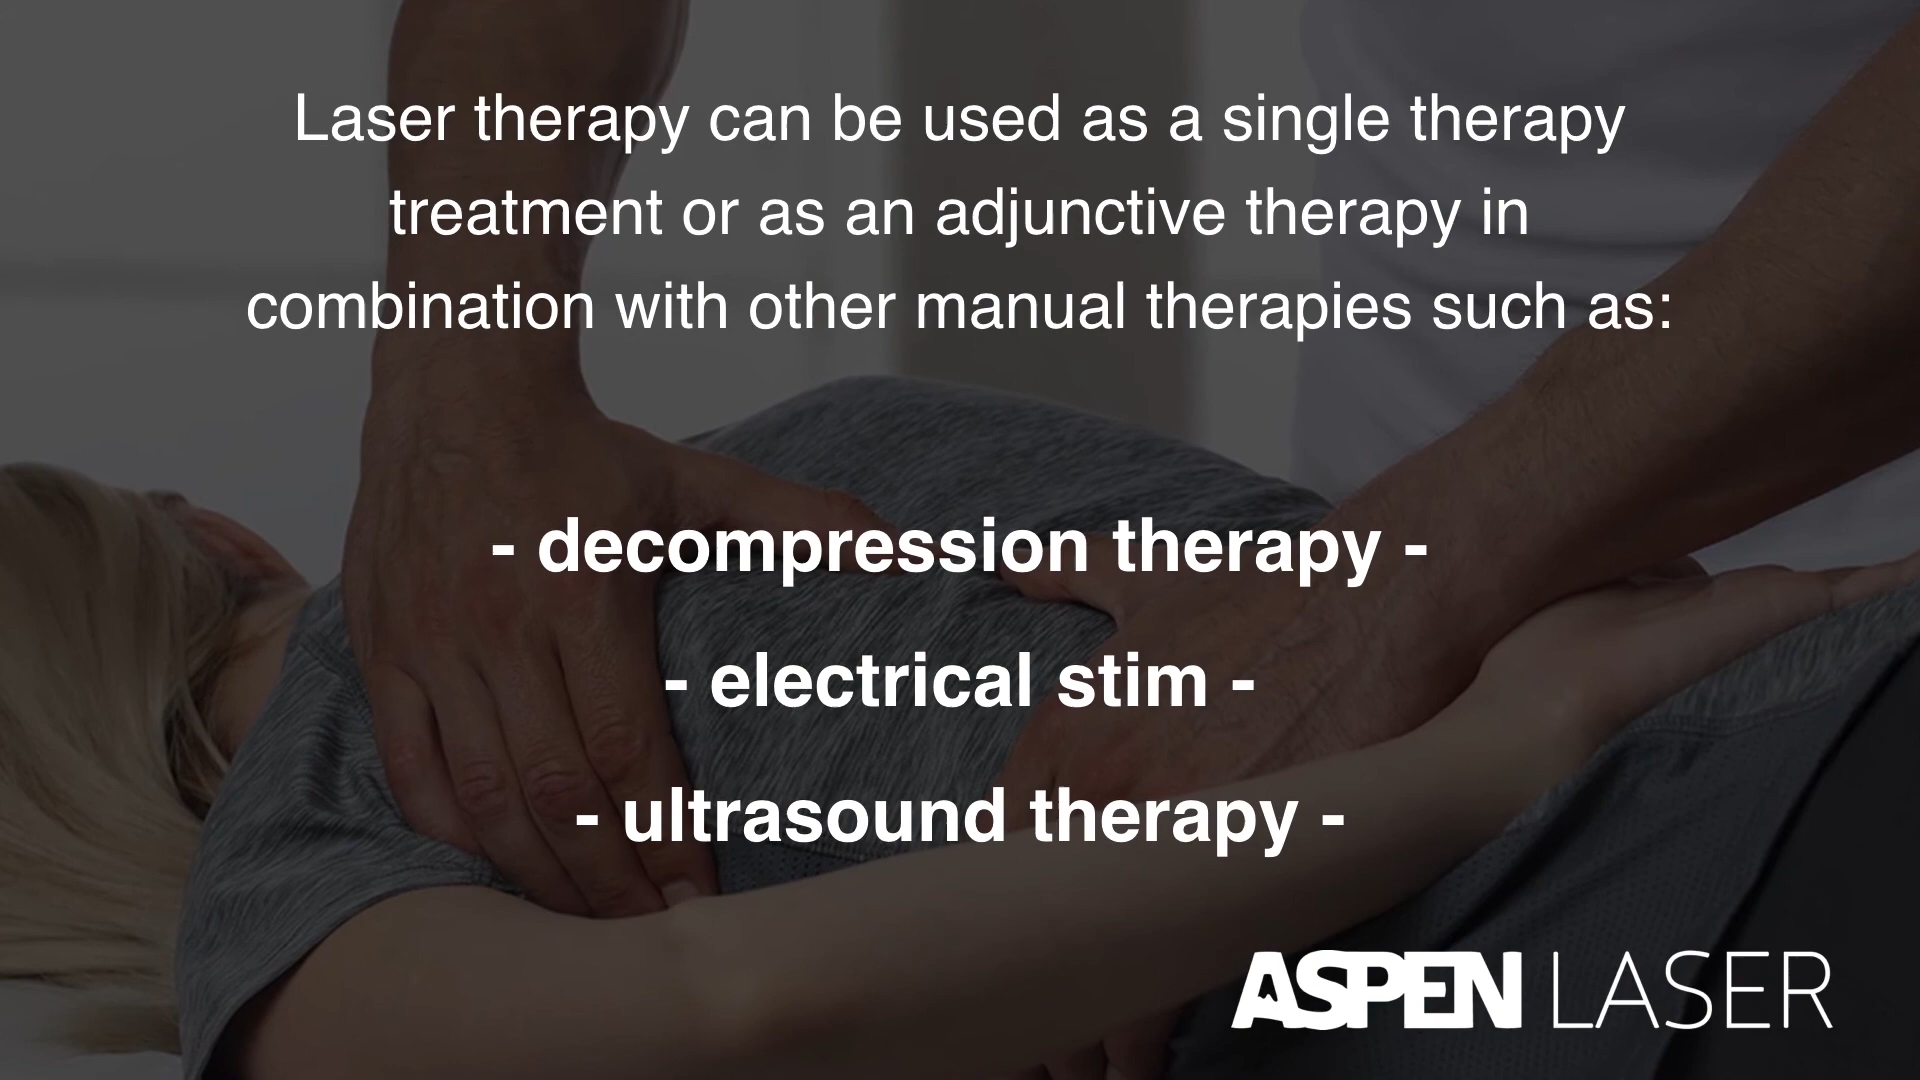 Laser therapy can be used as a single therapy
treatment or as an adjunctive therapy in
combination with other manual therapies such as:
- decompression therapy -
- electrical stim -
- ultrasound therapy -
ASPEN LASER